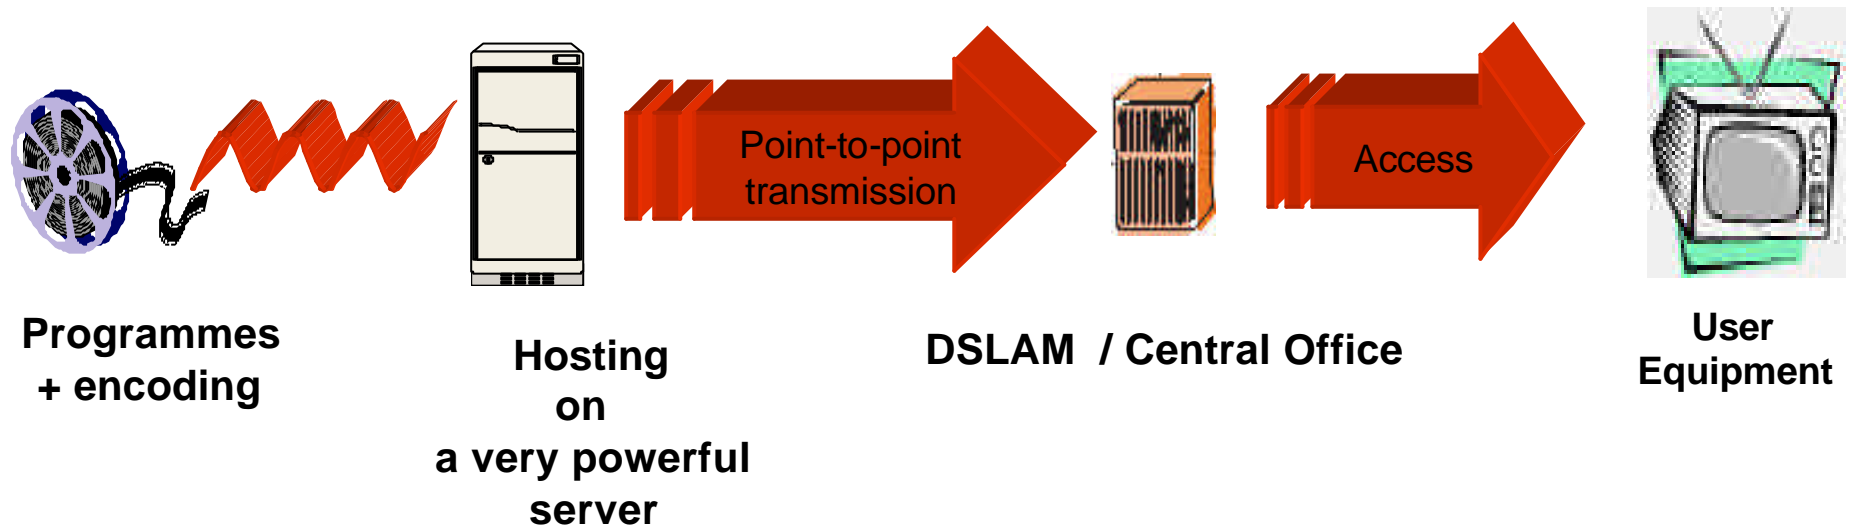 Point-to-point
transmission
Access
Programmes
+ encoding
Hosting
on
a very powerful
server
DSLAM / Central Office
User
Equipment